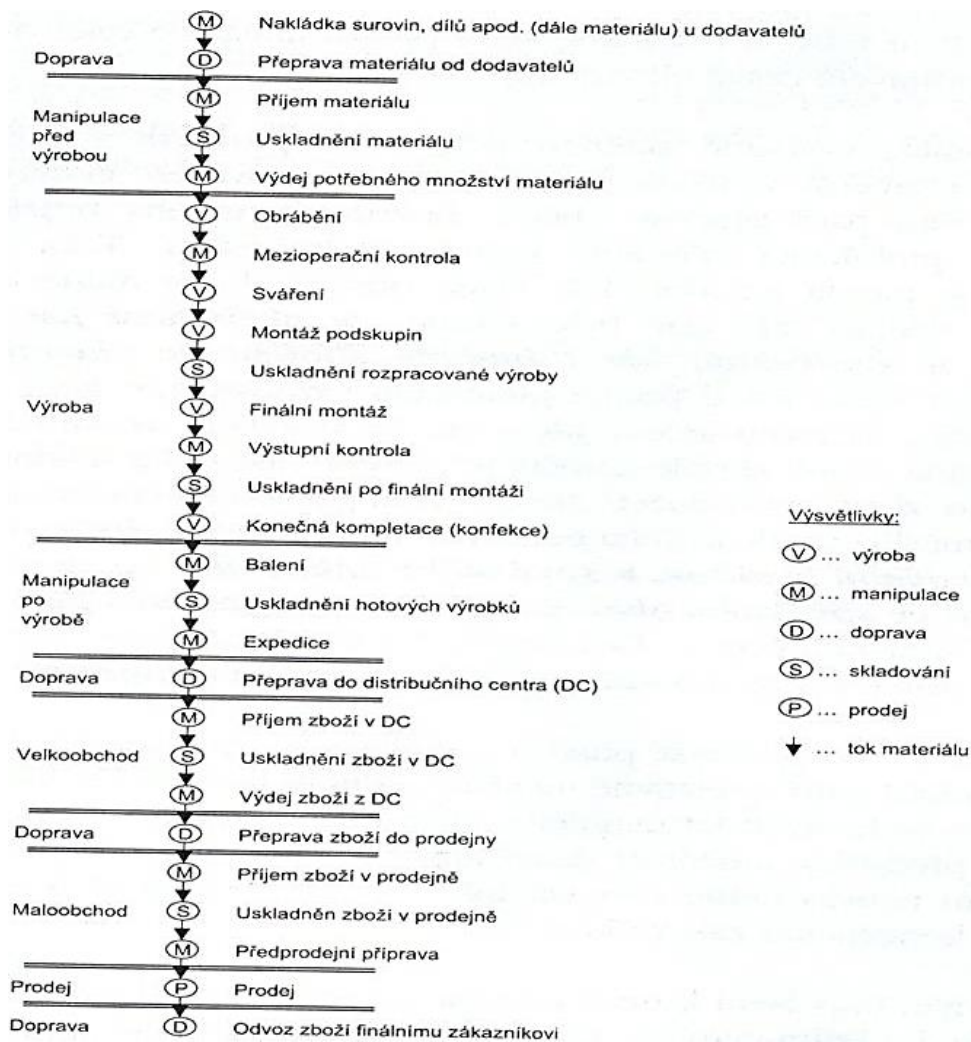 M Nakládka surovin, dílů apod. (dále materiálu) u dodavatelů
Doprava D Přeprava materiálu od dodavatelů
M Příjem materiálu
Manipulace
před
výrobou
S Uskladnění materiálu
M Výdej potřebného množství materiálu
V Obrábění
M Mezioperační kontrola
V Sváření
V Montáž podskupin
S Uskladnění rozpracované výroby
Výroba V Finální montáž
M Výstupní kontrola
S Uskladnění po finální montáži
V Konečná kompletace (konfekce)
M Balení
Manipulace
po
výrobě
S Uskladnění hotových výrobků
M Expedice
Doprava D Přeprava do distribučního centra (DC)
M Příjem zboží v DC
Velkoobchod S Uskladnění zboží v DC
M Výdej zboží z DC
Doprava D Přeprava zboží do prodejny
M Příjem zboží v prodejně
Maloobchod S Uskladněn zboží v prodejně
M Předprodejní příprava
Prodej P Prodej
Doprava D Odvoz zboží finálnímu zákazníkovi
Vysvětlivky:
V ... výroba
M ... manipulace
D ... doprava
S ... skladování
P ... prodej
... tok materiálu